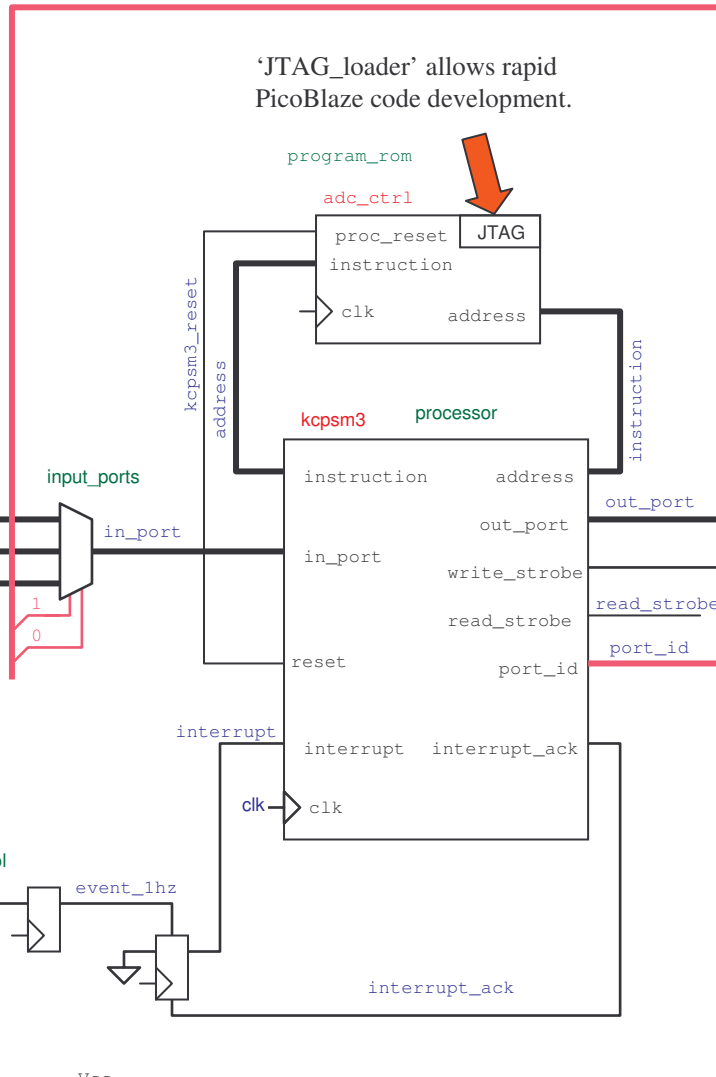 ‘JTAG_loader’ allows rapid
PicoBlaze code development.
program_rom
adc_ctrl
proc_reset
JTAG
instruction
clk
address
kcpsm3_reset
address
instruction
kcpsm3
processor
input_ports
instruction
address
out_port
in_port
out_port
in_port
write_strobe
1
read_strobe
read_strobe
0
port_id
reset
port_id
interrupt
interrupt
interrupt_ack
clk
clk
event_1hz
interrupt_ack